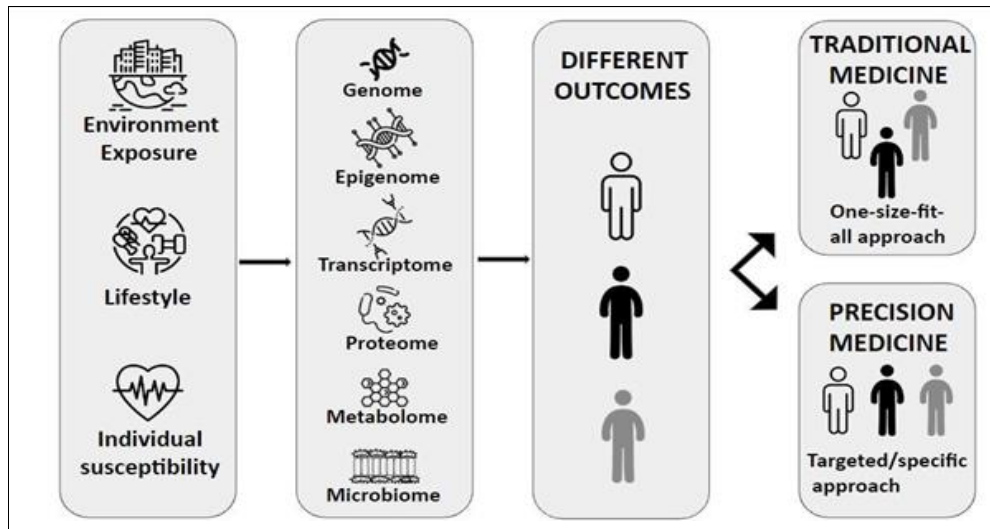 Environment
Exposure
Lifestyle
Individual
susceptibility
Genome
Epigenome
Transcriptome
Proteome
Metabolome
Microbiome
DIFFERENT
OUTCOMES
TRADITIONAL
MEDICINE
One-size-fit-
all approach
PRECISION
MEDICINE
Targeted/specific
approach